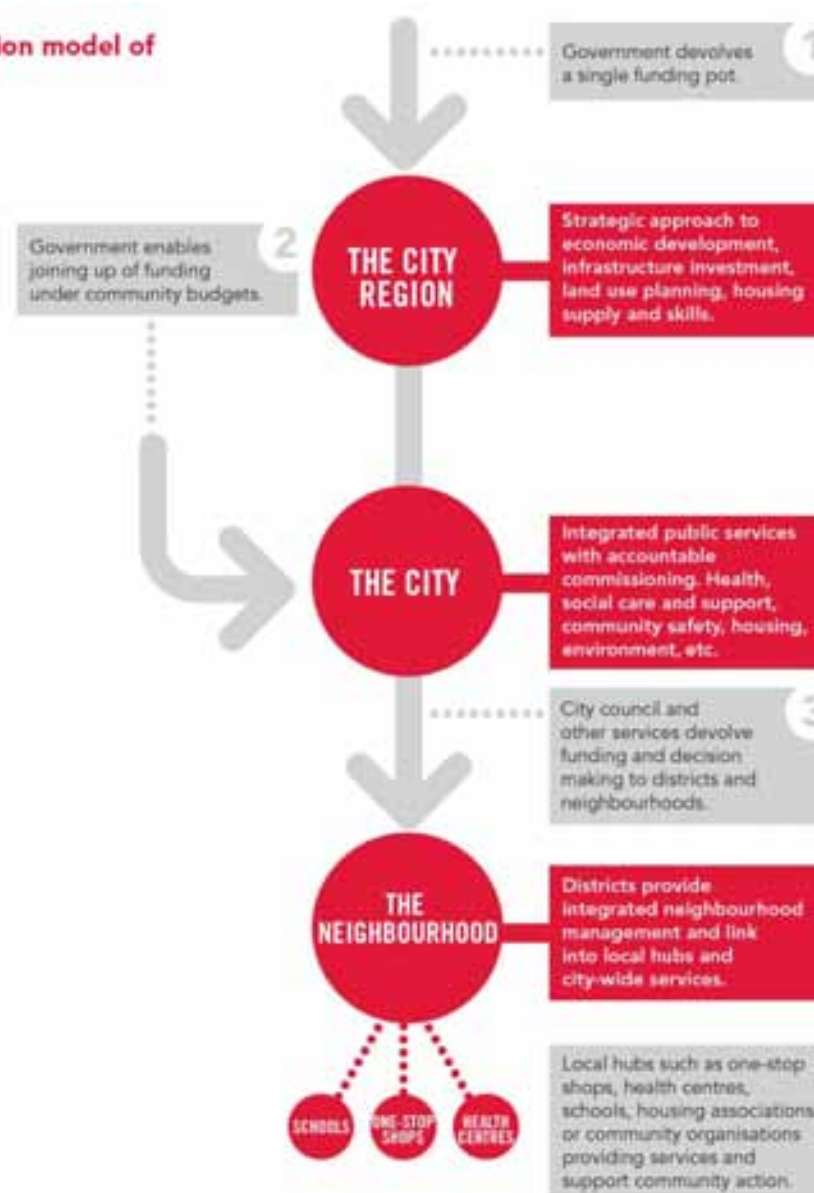 ion model of
Government devolves
a single funding pot.
1
Strategic approach to
economic development,
infrastructure investment,
land use planning, housing
supply and skills.
THE CITY
REGION
Government enables
joining up of funding
under community budgets.
2
THE CITY
Integrated public services
with accountable
commissioning. Health,
social care and support,
community safety, housing,
environment, etc.
City council and
other services devolve
funding and decision
making to districts and
neighbourhoods.
3
THE
NEIGHBOURHOOD
Districts provide
integrated neighbourhood
management and link
into local hubs and
city-wide services.
SCHOOLS
ONE-STOP
SHOPS
HEALTH
CENTRES
Local hubs such as one-stop
shops, health centres,
schools, housing associations
or community organisations
providing services and
support community action.